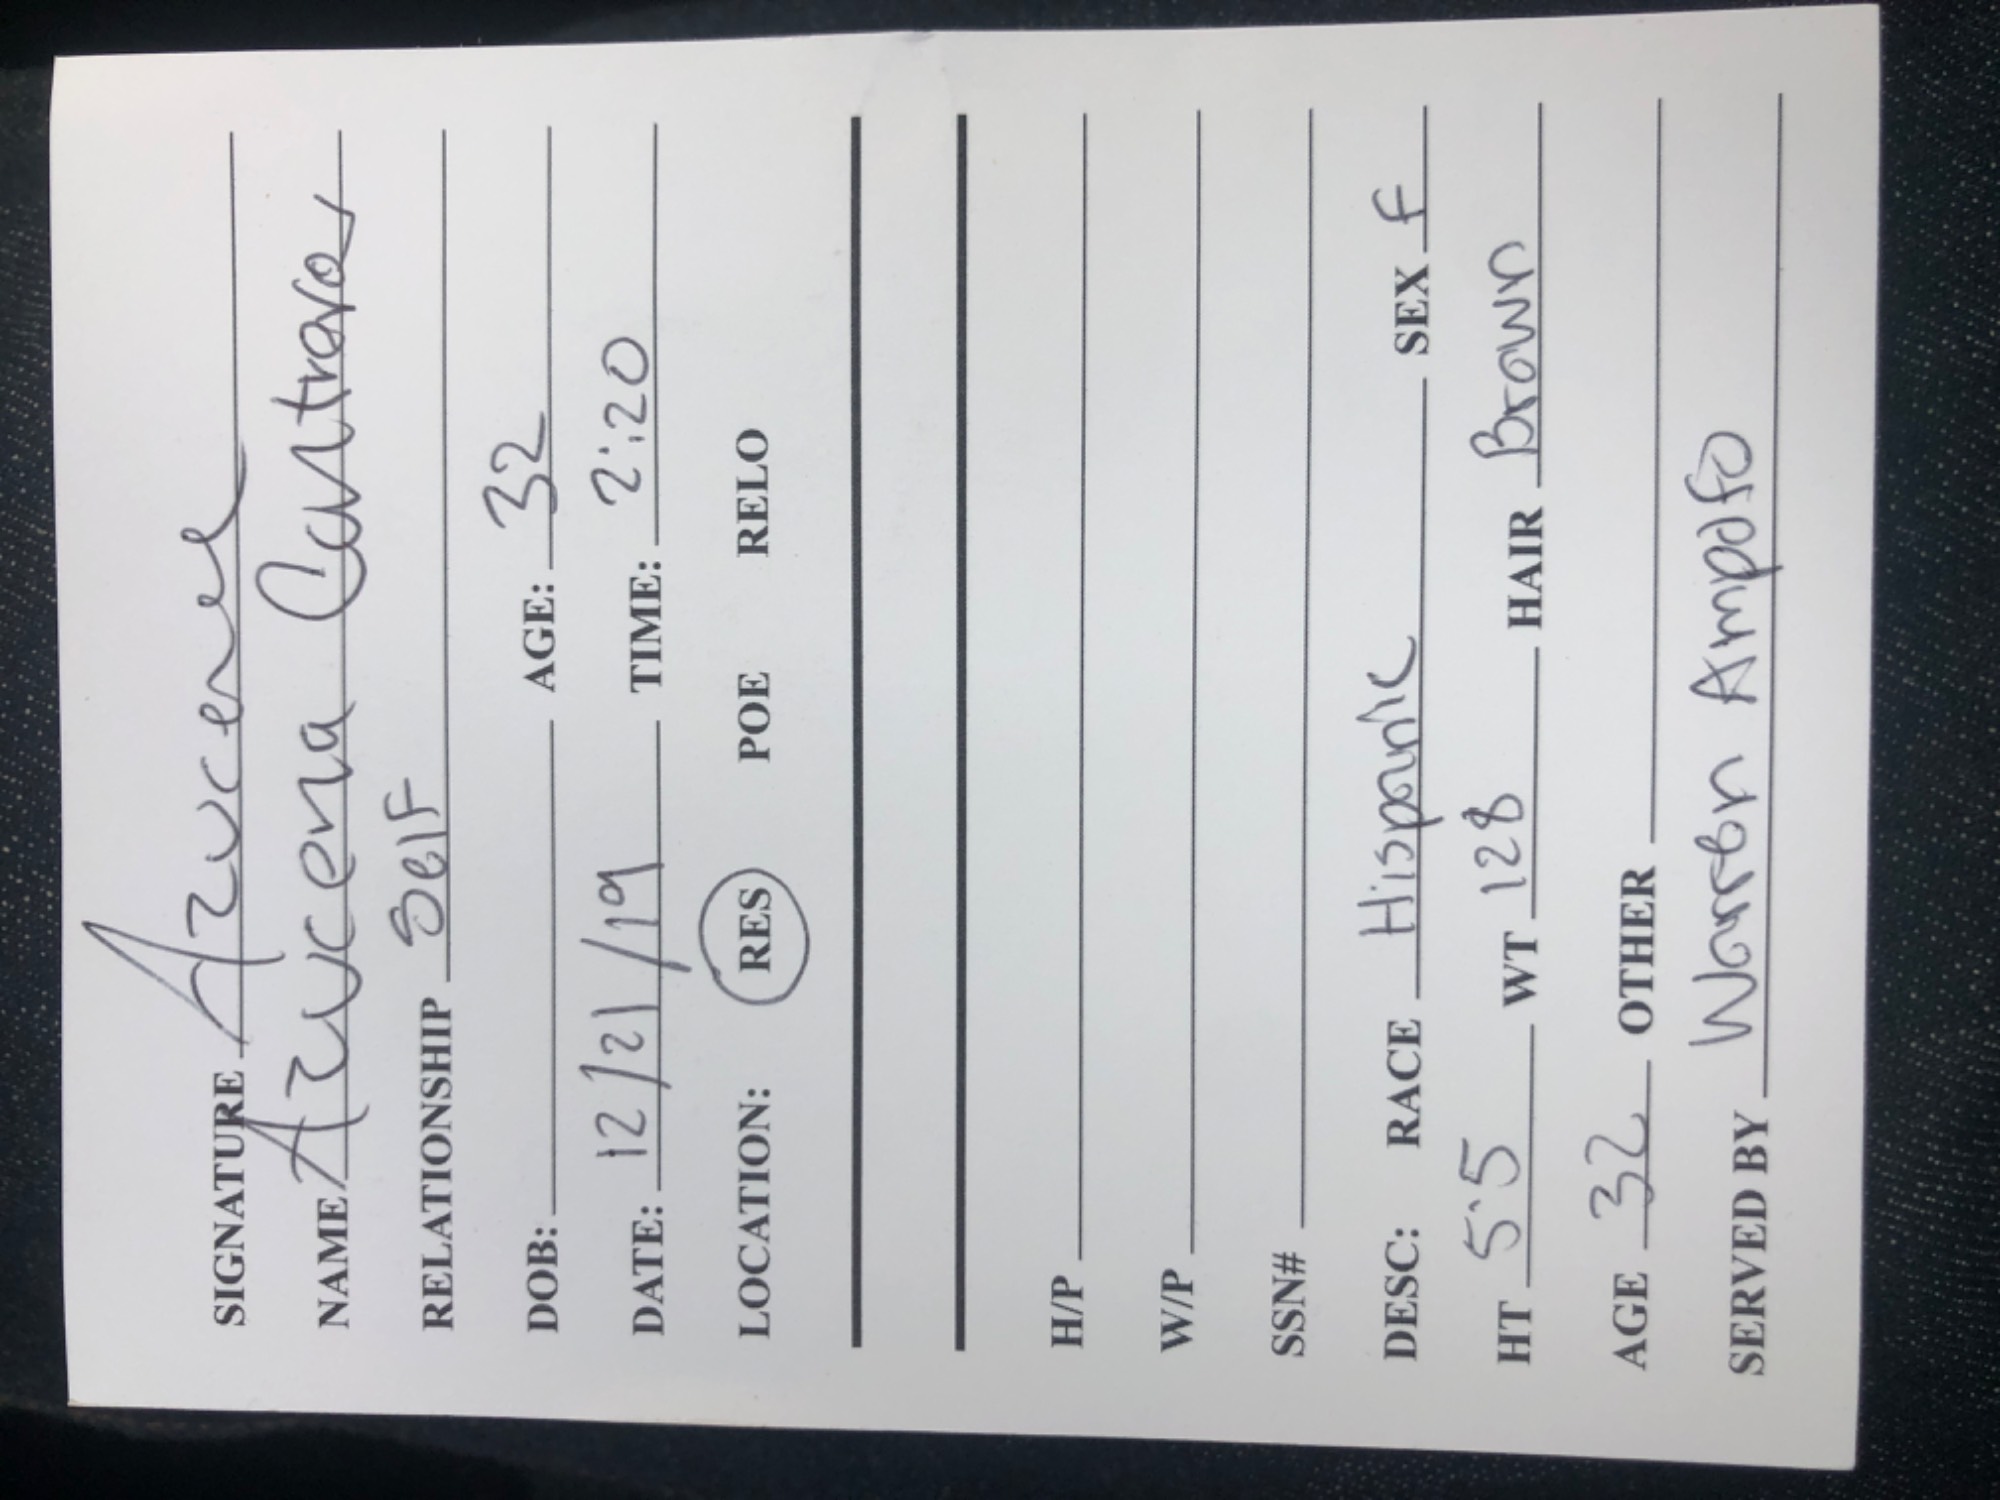 SIGNATURE Azucena
NAME Azucena Contreras
RELATIONSHIP Self
DOB: AGE: 32
DATE: 12/21/19 TIME: 2:20
LOCATION: RES POE RELO
H/P
W/P
SSN#
DESC: RACE Hispanic SEX F
HT 5'5 WT 128 HAIR Brown
AGE 32 OTHER
SERVED BY Warren Ampofo